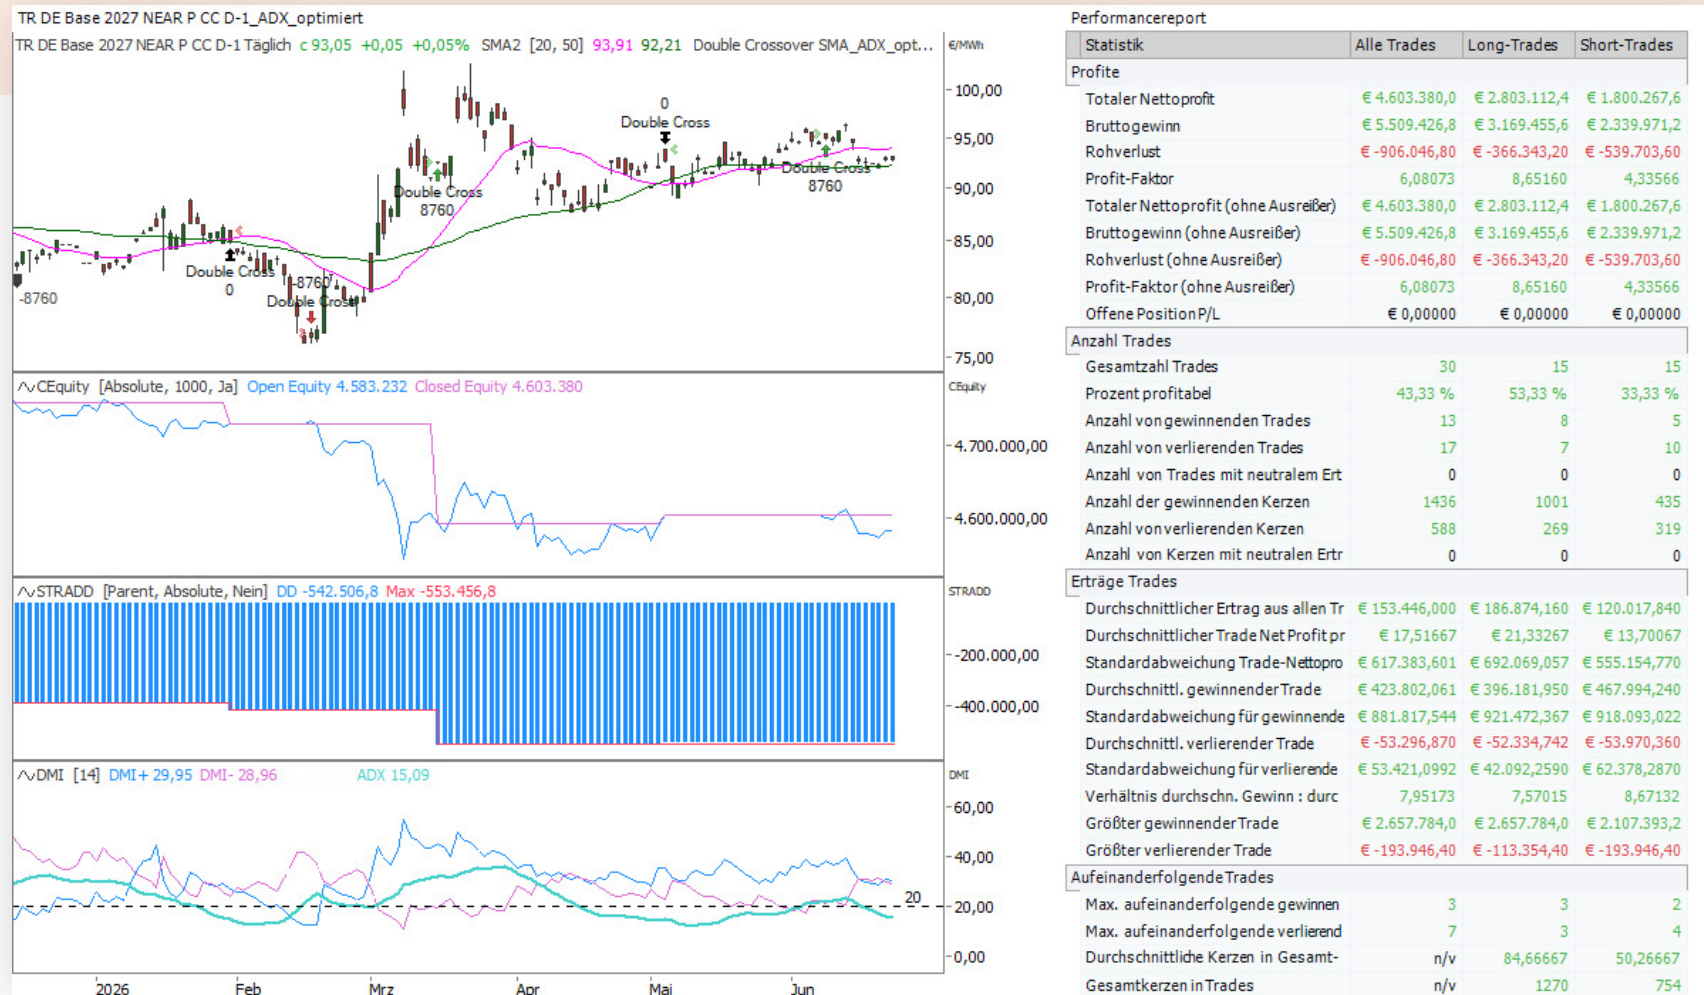 TR DE Base 2027 NEAR P CC D-1_ADX_optimiert
TR DE Base 2027 NEAR P CC D-1 Täglich c 93,05 +0,05 +0,05% SMA2 [20, 50] 93,91 92,21 Double Crossover SMA_ADX_opt... €/MWh
100,00
95,00
90,00
85,00
80,00
75,00
0
Double Cross
Double Cross
8760
Double Cross
8760
Double Cross
0
-8760
Double Cross
-8760
CEquity [Absolute, 1000, Ja] Open Equity 4.583.232 Closed Equity 4.603.380 CEquity
4.700.000,00
4.600.000,00
STRADD [Parent, Absolute, Nein] DD -542.506,8 Max -553.456,8 STRADD
-200.000,00
-400.000,00
DMI [14] DMI+ 29,95 DMI- 28,96 ADX 15,09 DMI
60,00
40,00
20
20,00
0,00
2026 Feb Mrz Apr Mai Jun
Performancereport
Statistik Alle Trades Long-Trades Short-Trades
Profite
Totaler Nettoprofit € 4.603.380,0 € 2.803.112,4 € 1.800.267,6
Bruttogewinn € 5.509.426,8 € 3.169.455,6 € 2.339.971,2
Rohverlust € -906.046,80 € -366.343,20 € -539.703,60
Profit-Faktor 6,08073 8,65160 4,33566
Totaler Nettoprofit (ohne Ausreißer) € 4.603.380,0 € 2.803.112,4 € 1.800.267,6
Bruttogewinn (ohne Ausreißer) € 5.509.426,8 € 3.169.455,6 € 2.339.971,2
Rohverlust (ohne Ausreißer) € -906.046,80 € -366.343,20 € -539.703,60
Profit-Faktor (ohne Ausreißer) 6,08073 8,65160 4,33566
Offene Position P/L € 0,00000 € 0,00000 € 0,00000
Anzahl Trades
Gesamtzahl Trades 30 15 15
Prozent profitabel 43,33 % 53,33 % 33,33 %
Anzahl von gewinnenden Trades 13 8 5
Anzahl von verlierenden Trades 17 7 10
Anzahl von Trades mit neutralem Ert 0 0 0
Anzahl der gewinnenden Kerzen 1436 1001 435
Anzahl von verlierenden Kerzen 588 269 319
Anzahl von Kerzen mit neutralen Ertr 0 0 0
Erträge Trades
Durchschnittlicher Ertrag aus allen Tr € 153.446,000 € 186.874,160 € 120.017,840
Durchschnittlicher Trade Net Profit pr € 17,51667 € 21,33267 € 13,70067
Standardabweichung Trade-Nettopro € 617.383,601 € 692.069,057 € 555.154,770
Durchschnittl. gewinnender Trade € 423.802,061 € 396.181,950 € 467.994,240
Standardabweichung für gewinnende € 881.817,544 € 921.472,367 € 918.093,022
Durchschnittl. verlierender Trade € -53.296,870 € -52.334,742 € -53.970,360
Standardabweichung für verlierende € 53.421,0992 € 42.092,2590 € 62.378,2870
Verhältnis durchschn. Gewinn : durc 7,95173 7,57015 8,67132
Größter gewinnender Trade € 2.657.784,0 € 2.657.784,0 € 2.107.393,2
Größter verlierender Trade € -193.946,40 € -113.354,40 € -193.946,40
Aufeinanderfolgende Trades
Max. aufeinanderfolgende gewinnen 3 3 2
Max. aufeinanderfolgende verlierend 7 3 4
Durchschnittliche Kerzen in Gesamt- n/v 84,66667 50,26667
Gesamtkerzen in Trades n/v 1270 754